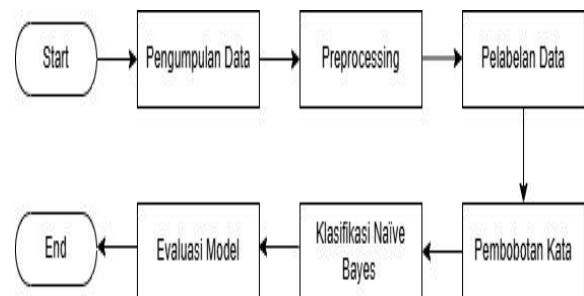 Start
Pengumpulan Data
Preprocessing
Pelabelan Data
Pembobotan Kata
Klasifikasi Naïve
Bayes
Evaluasi Model
End